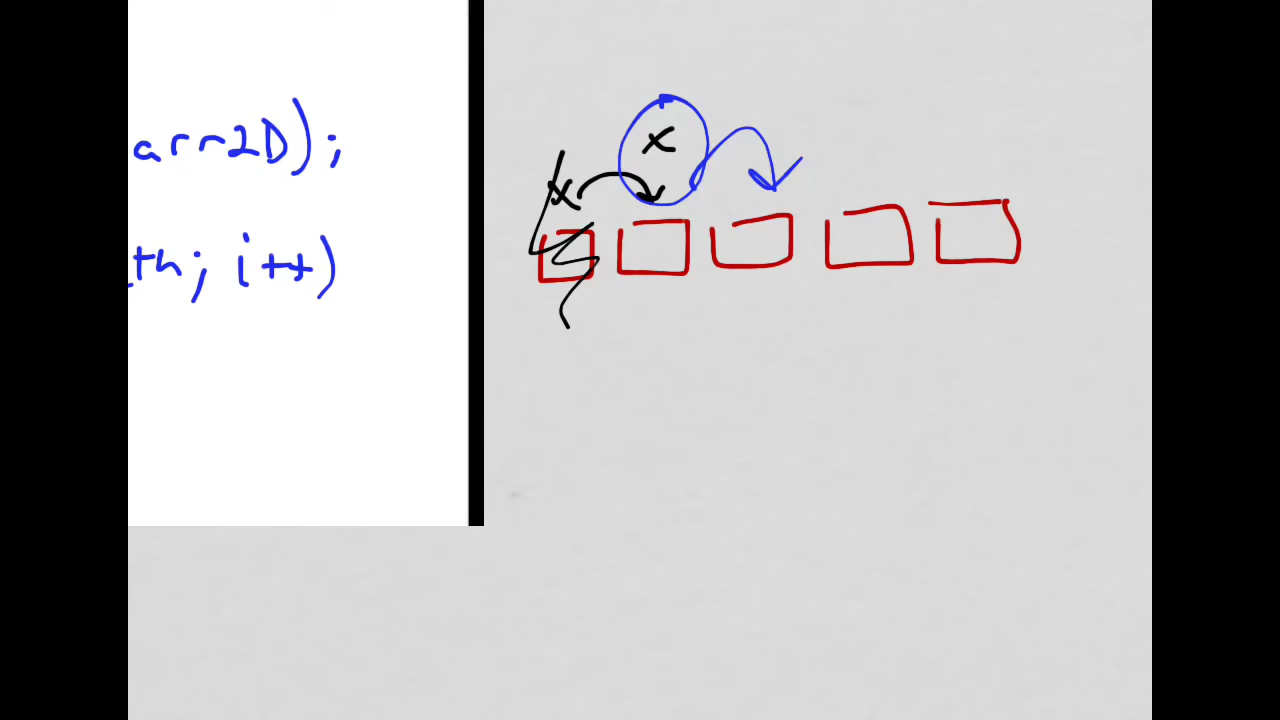 arr2D);
th; i++)
x
x